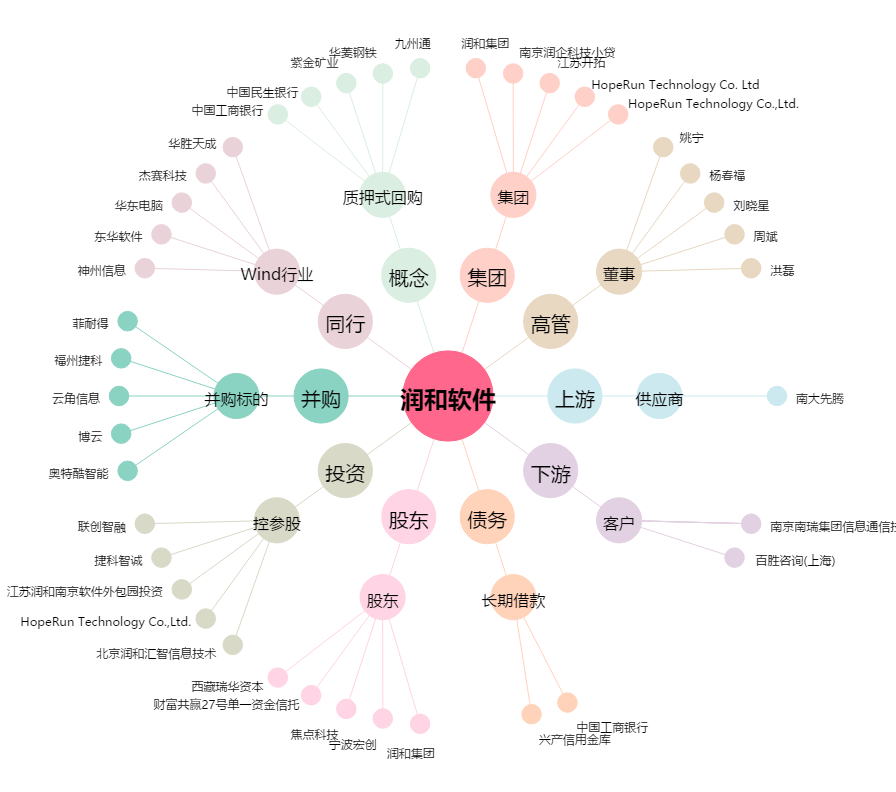 九州通
润和集团
华菱钢铁
南京润企科技小贷
紫金矿业
江苏开拓
中国民生银行
HopeRun Technology Co. Ltd
中国工商银行
HopeRun Technology Co.,Ltd.
华胜天成
姚宁
杰赛科技
杨春福
质押式回购
集团
华东电脑
刘晓星
东华软件
周斌
神州信息
Wind行业
概念
集团
董事
洪磊
菲耐得
同行
高管
福州捷科
云角信息
并购标的
并购
润和软件
上游
供应商
南大先腾
博云
奥特酷智能
投资
下游
联创智融
控参股
股东
债务
客户
南京南瑞集团信息通信技
捷科智诚
百胜咨询(上海)
江苏润和南京软件外包园投资
股东
长期借款
HopeRun Technology Co.,Ltd.
北京润和汇智信息技术
西藏瑞华资本
财富共赢27号单一资金信托
中国工商银行
焦点科技
兴产信用金库
宁波宏创
润和集团